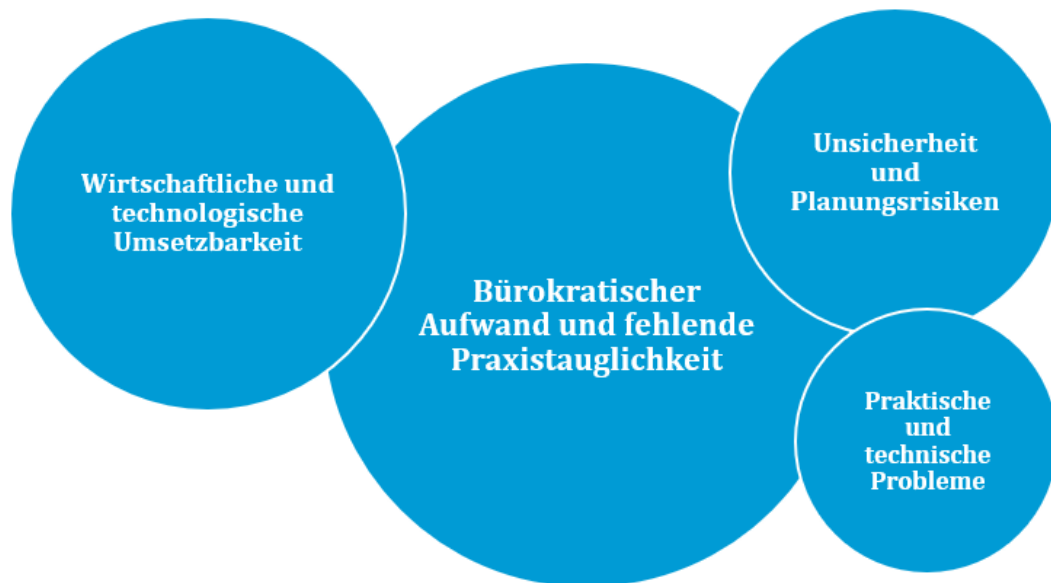 Wirtschaftliche und
technologische
Umsetzbarkeit
Bürokratischer
Aufwand und fehlende
Praxistauglichkeit
Unsicherheit
und
Planungsrisiken
Praktische
und
technische
Probleme